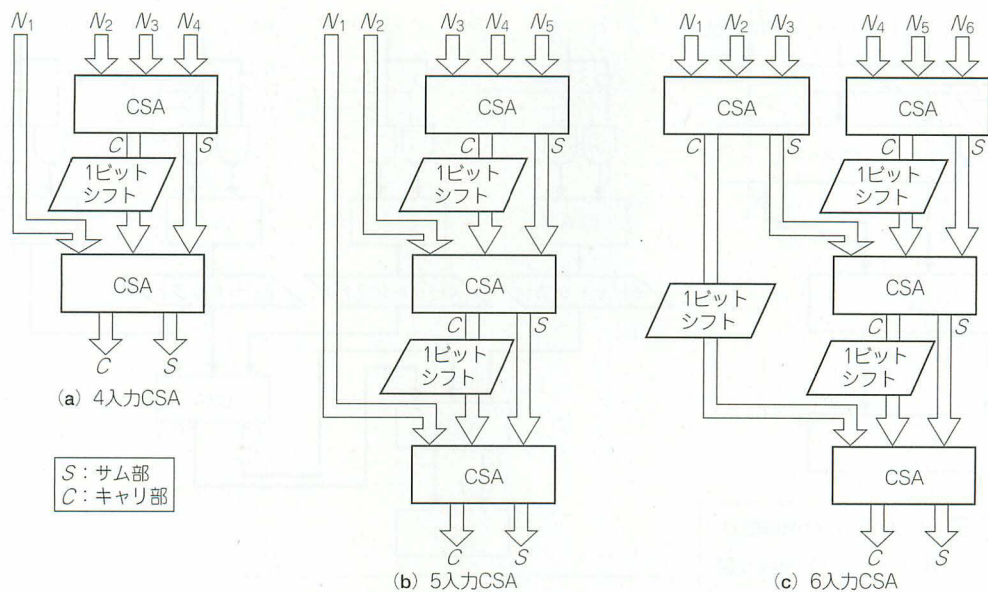 N₁ N₂ N₃ N₄
CSA
C S
1ビット
シフト
CSA
C S
(a) 4入力CSA
S：サム部
C：キャリ部
N₁ N₂ N₃ N₄ N₅
CSA
C S
1ビット
シフト
CSA
C S
1ビット
シフト
CSA
C S
(b) 5入力CSA
N₁ N₂ N₃ N₄ N₅ N₆
CSA
CSA
C S
C S
1ビット
シフト
CSA
1ビット
シフト
C S
1ビット
シフト
CSA
C S
(c) 6入力CSA